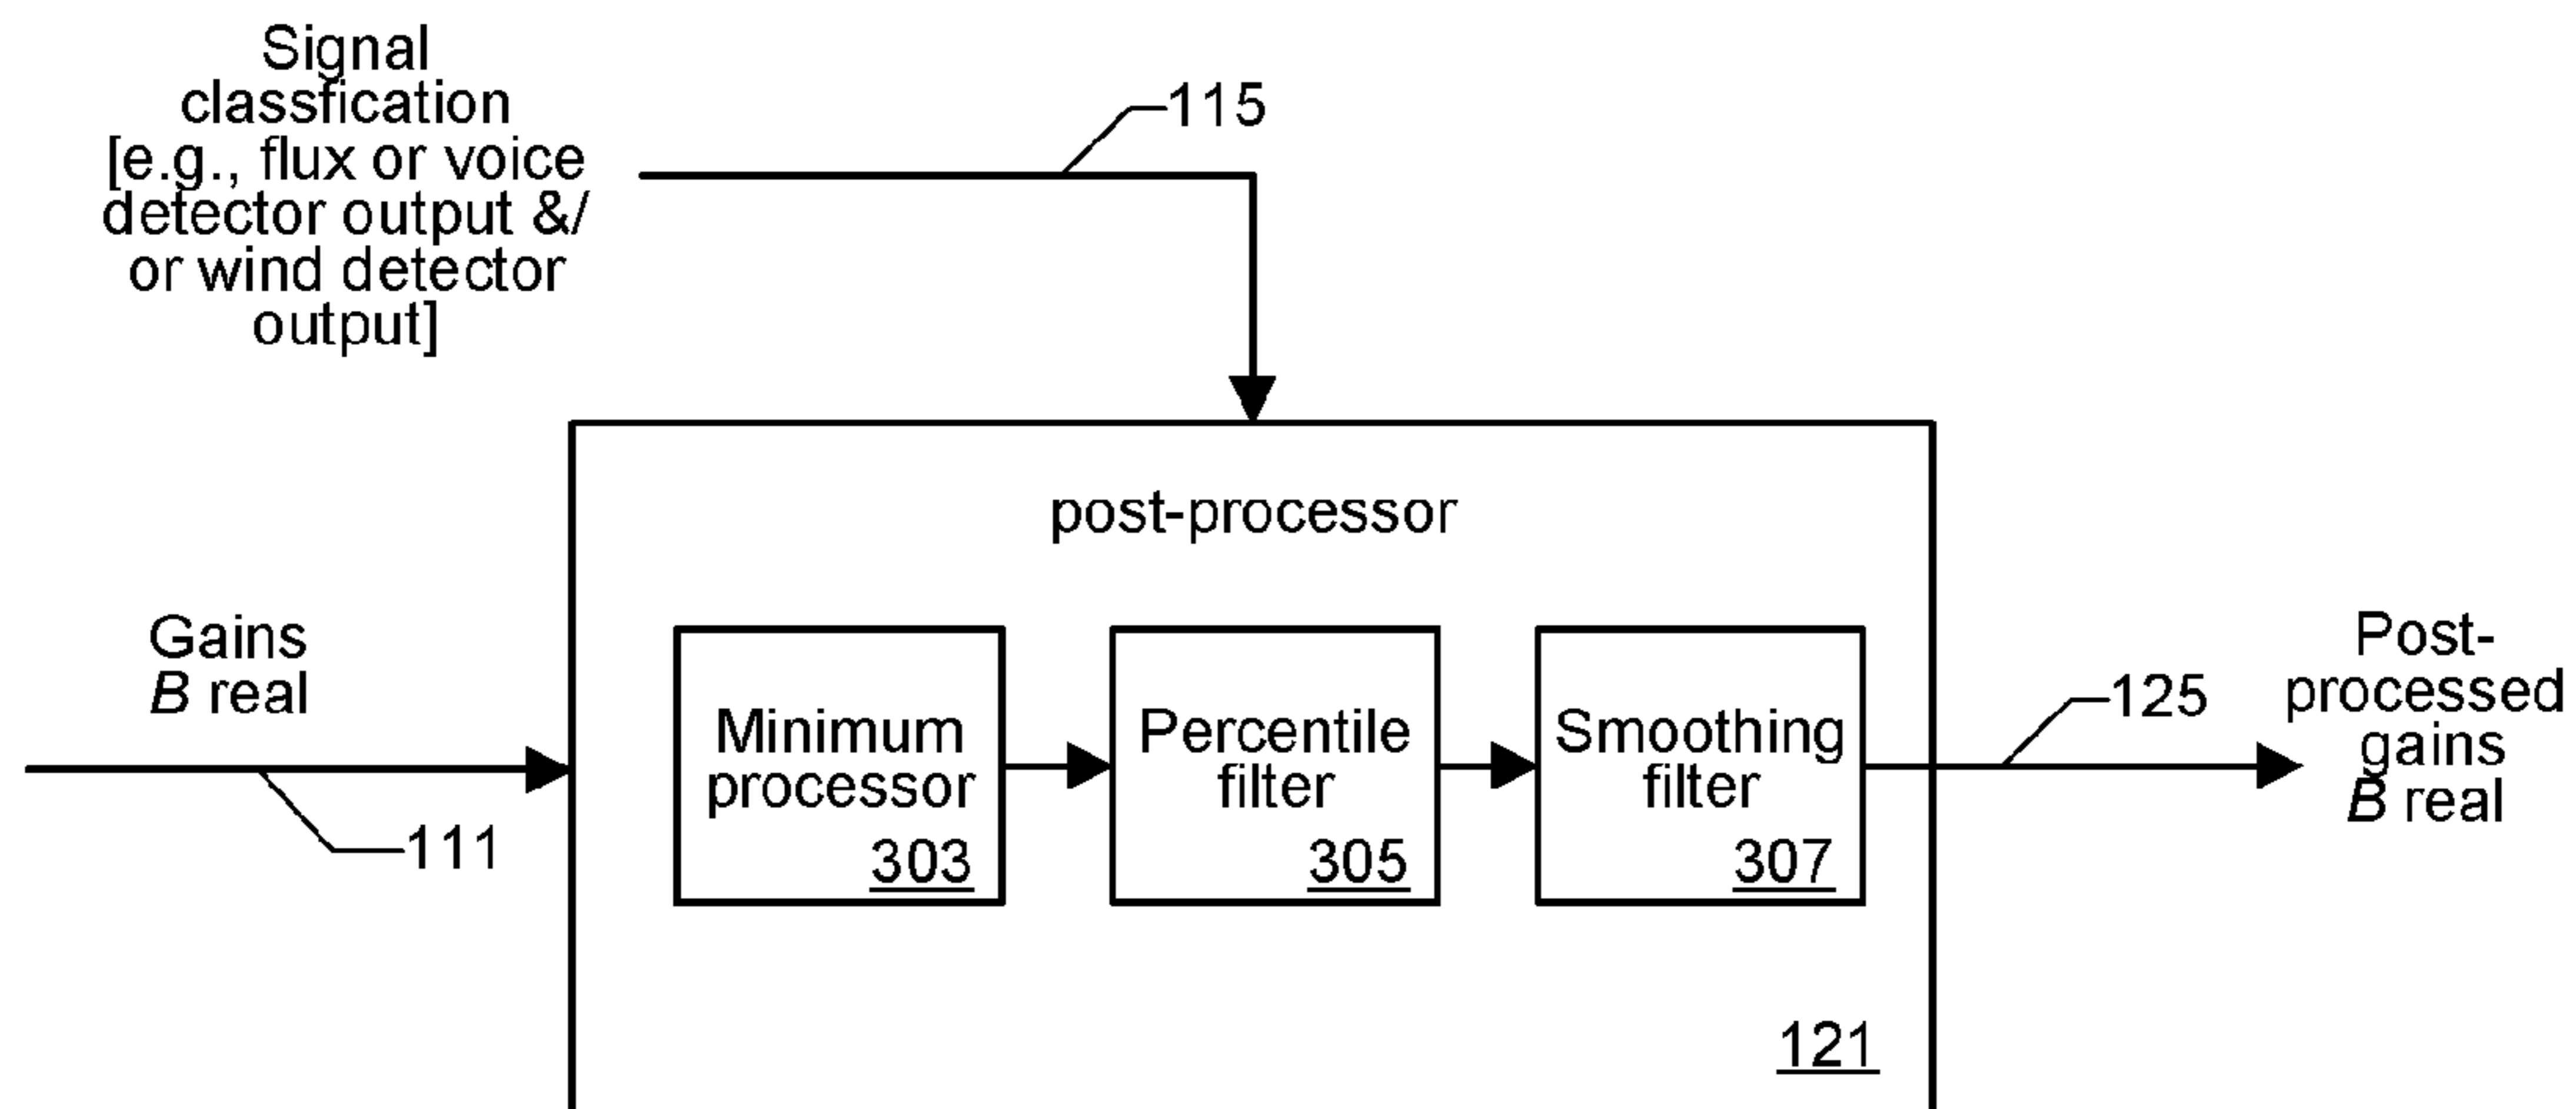 Signal
classfication
[e.g., flux or voice
detector output &/
or wind detector
output]
115
post-processor
Gains
B real
111
Minimum
processor
303
Percentile
filter
305
Smoothing
filter
307
125
Post-
processed
gains
B real
121